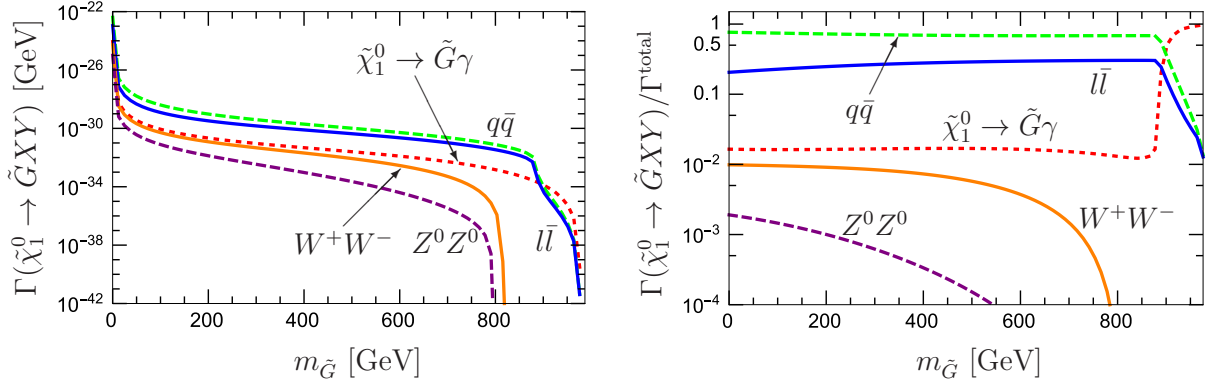 Γ(χ̃₁⁰ → G̃XY) [GeV]
10⁻²²
10⁻²⁶
10⁻³⁰
10⁻³⁴
10⁻³⁸
10⁻⁴²
χ̃₁⁰ → G̃γ
qq̄
W⁺W⁻
Z⁰Z⁰
ll̄
0 200 400 600 800
m_G̃ [GeV]
Γ(χ̃₁⁰ → G̃XY)/Γᵗᵒᵗᵃˡ
1
0.5
0.1
10⁻²
10⁻³
10⁻⁴
qq̄
ll̄
χ̃₁⁰ → G̃γ
Z⁰Z⁰
W⁺W⁻
0 200 400 600 800
m_G̃ [GeV]